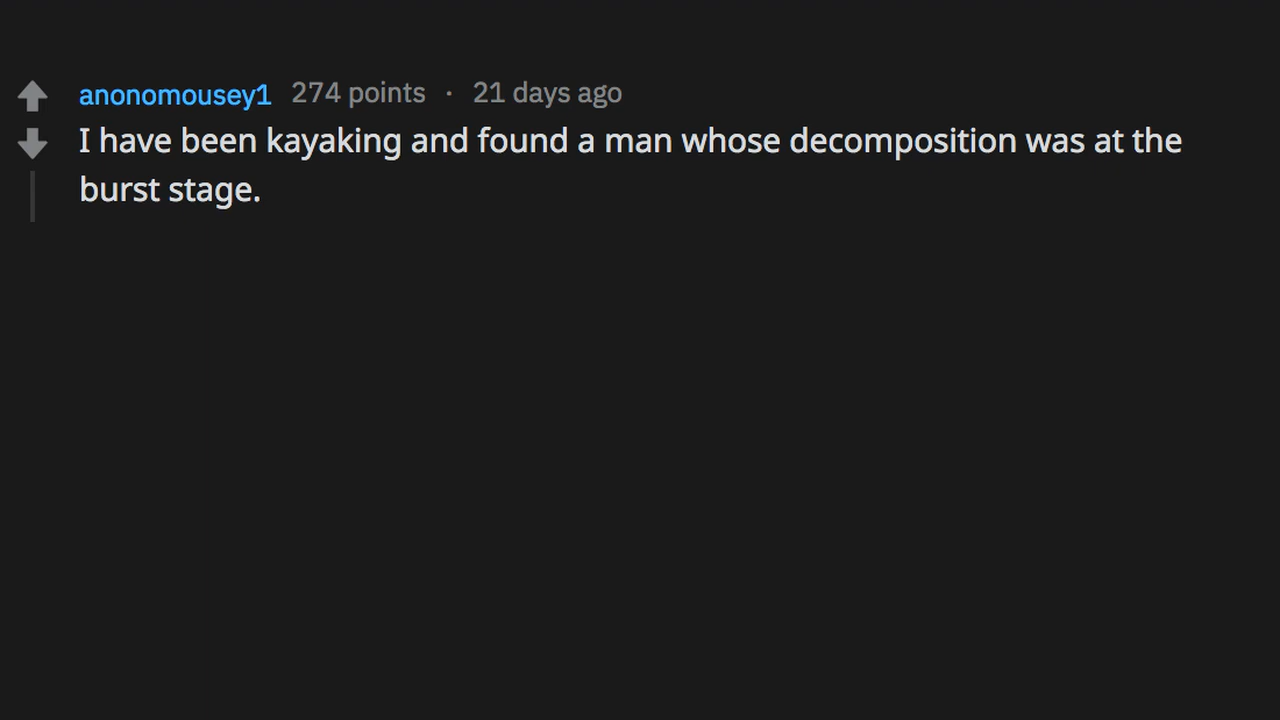 anonomousey1 274 points · 21 days ago
I have been kayaking and found a man whose decomposition was at the
burst stage.